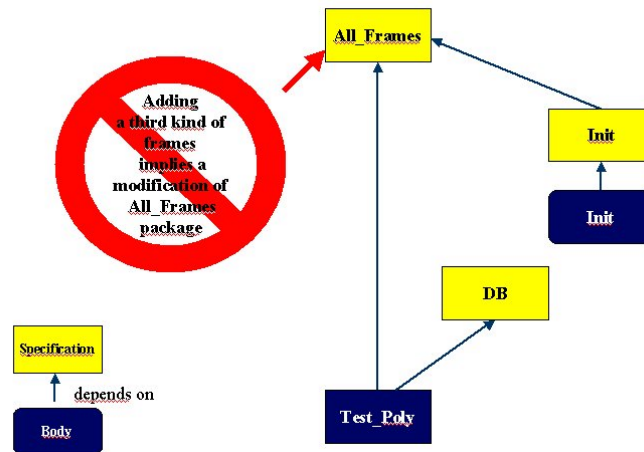 All_Frames
Adding
a third kind of
frames
implies a
modification of
All_Frames
package
Init
Init
DB
Specification
depends on
Body
Test_Poly